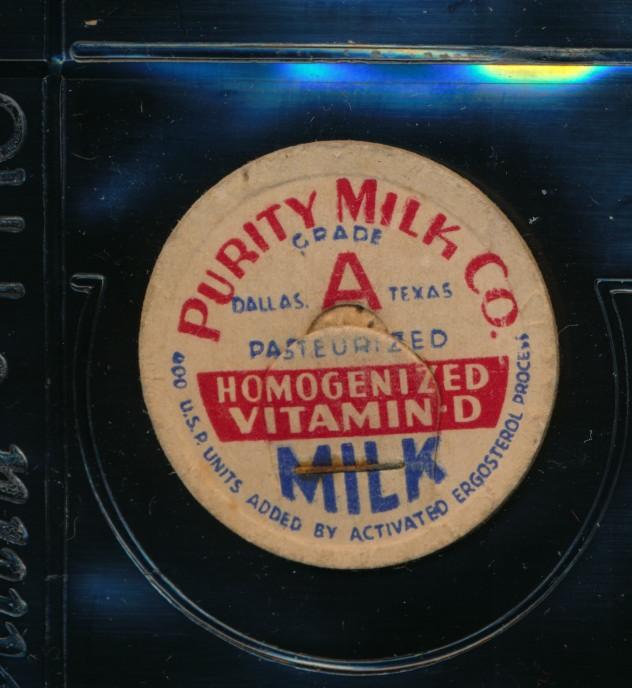 PURITY MILK CO.
GRADE
A
DALLAS, TEXAS
PASTEURIZED
HOMOGENIZED
VITAMIN-D
MILK
400 U.S.P. UNITS ADDED BY ACTIVATED ERGOSTEROL PROCESS